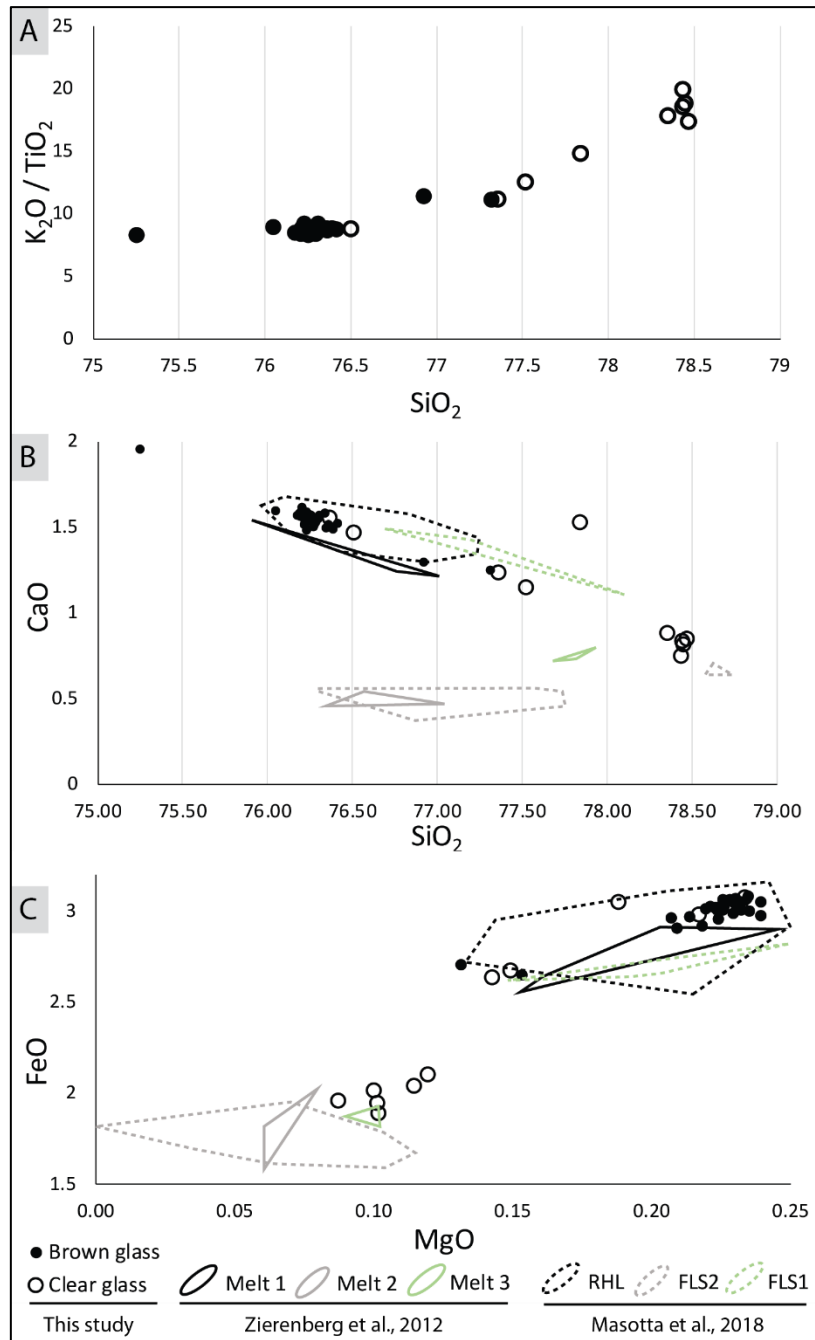 A
K₂O / TiO₂
25
20
15
10
5
0
75 75.5 76 76.5 77 77.5 78 78.5 79
SiO₂
B
CaO
2
1.5
1
0.5
0
75.00 75.50 76.00 76.50 77.00 77.50 78.00 78.50 79.00
SiO₂
C
FeO
3
2.5
2
1.5
0.00 0.05 0.10 0.15 0.20 0.25
MgO
Brown glass
Clear glass Melt 1 Melt 2 Melt 3 RHL FLS2 FLS1
This study Zierenberg et al., 2012 Masotta et al., 2018